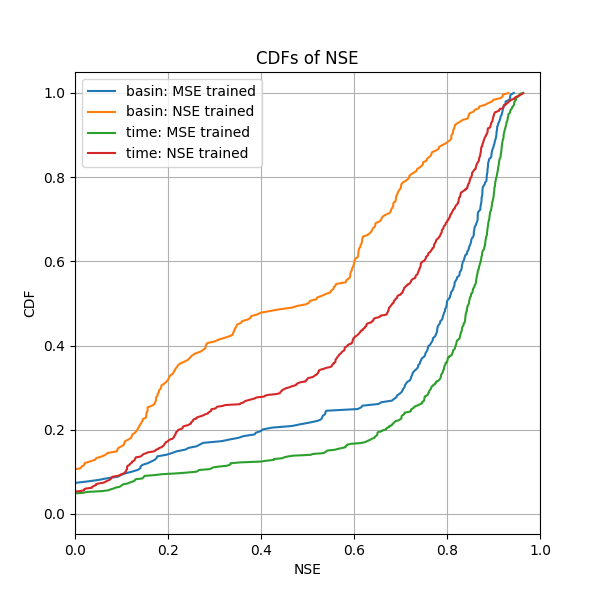 CDFs of NSE
basin: MSE trained
basin: NSE trained
time: MSE trained
time: NSE trained
1.0
0.8
0.6
0.4
0.2
0.0
CDF
0.0 0.2 0.4 0.6 0.8 1.0
NSE